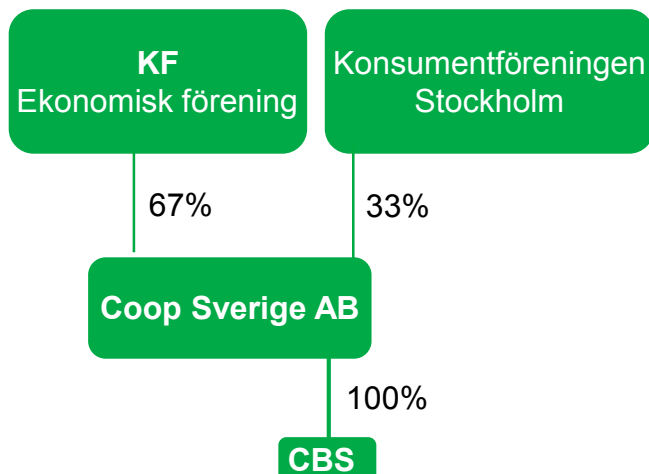 KF
Ekonomisk förening
Konsumentföreningen
Stockholm
67%
33%
Coop Sverige AB
100%
CBS